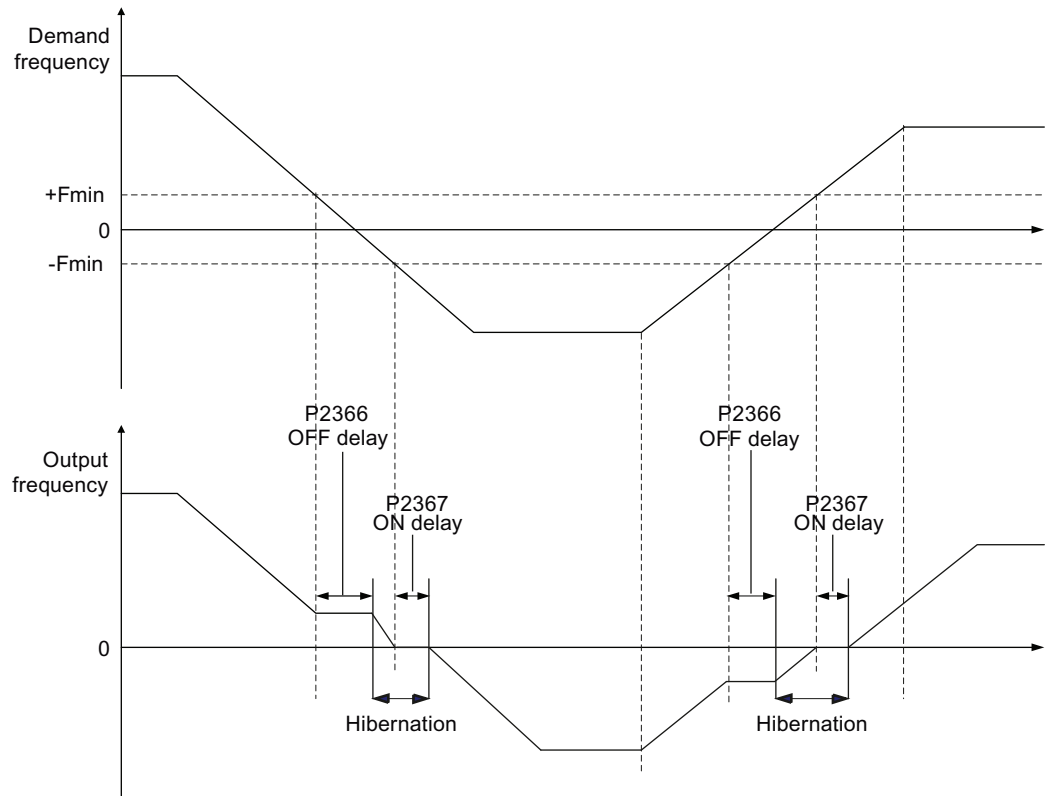 Demand
frequency
+Fmin
0
-Fmin
P2366
OFF delay
P2366
OFF delay
Output
frequency
P2367
ON delay
P2367
ON delay
0
Hibernation
Hibernation